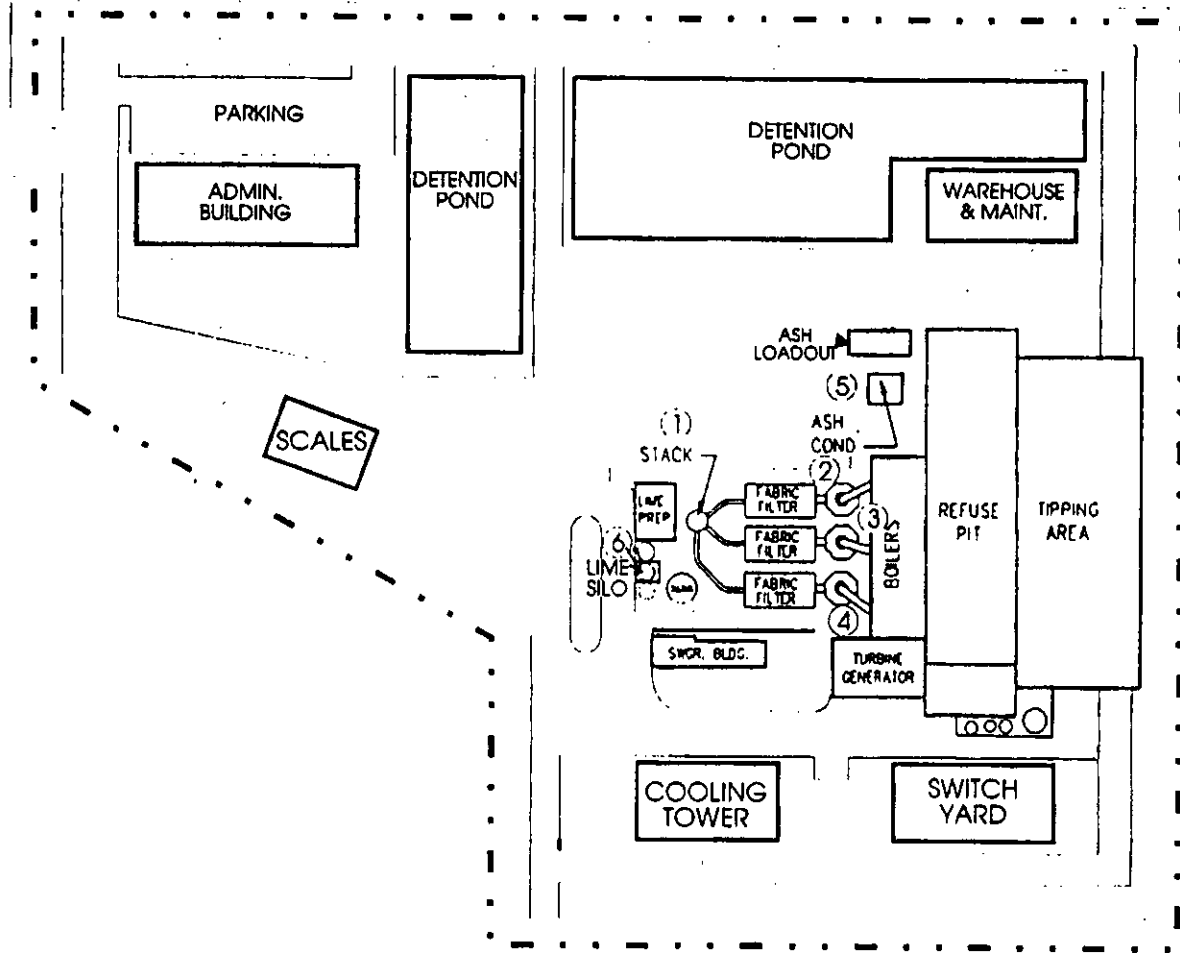 PARKING
ADMIN.
BUILDING
DETENTION
POND
DETENTION
POND
WAREHOUSE
& MAINT.
ASH
LOADOUT
(5)
ASH
COND
SCALES
(1)
STACK
(2)
LIME
PREP
FABRIC
FILTER
(3)
FABRIC
FILTER
FABRIC
FILTER
BOILERS
REFUSE
PIT
TIPPING
AREA
(6)
LIME
SILO
(4)
SWGR. BLDG.
TURBINE
GENERATOR
COOLING
TOWER
SWITCH
YARD